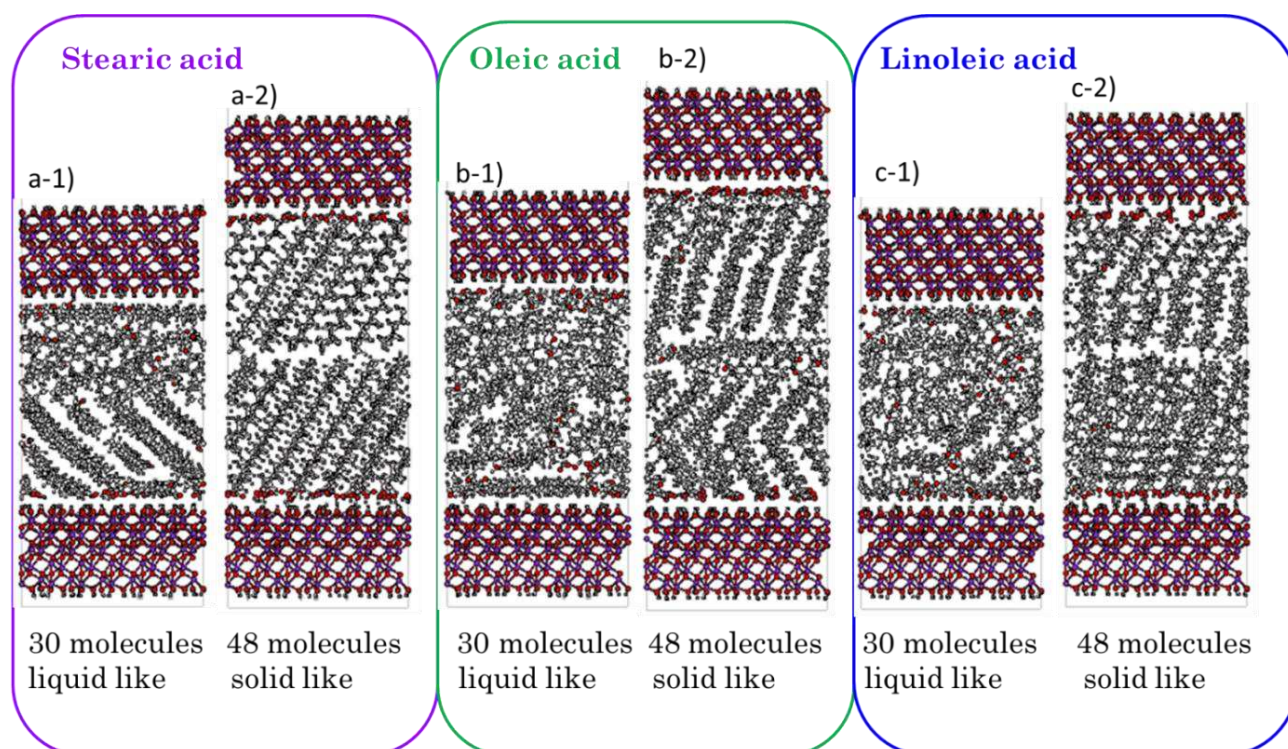 Stearic acid
a-1)
a-2)
30 molecules
liquid like
48 molecules
solid like
Oleic acid
b-1)
b-2)
30 molecules
liquid like
48 molecules
solid like
Linoleic acid
c-1)
c-2)
30 molecules
liquid like
48 molecules
solid like